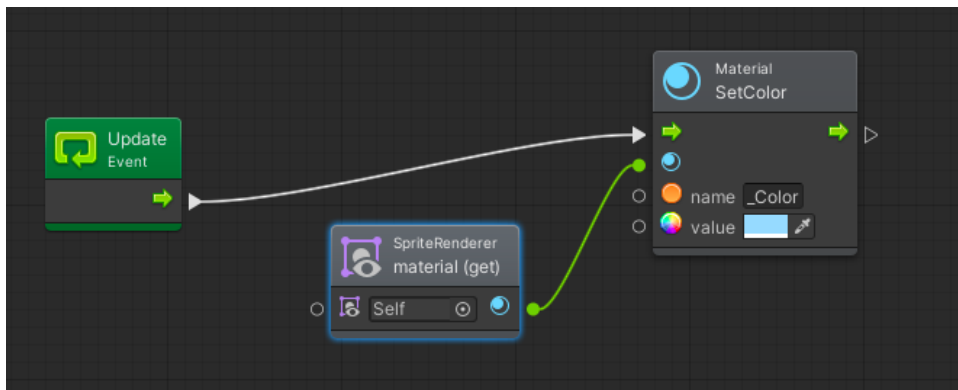 Update
Event
SpriteRenderer
material (get)
Self
Material
SetColor
name _Color
value